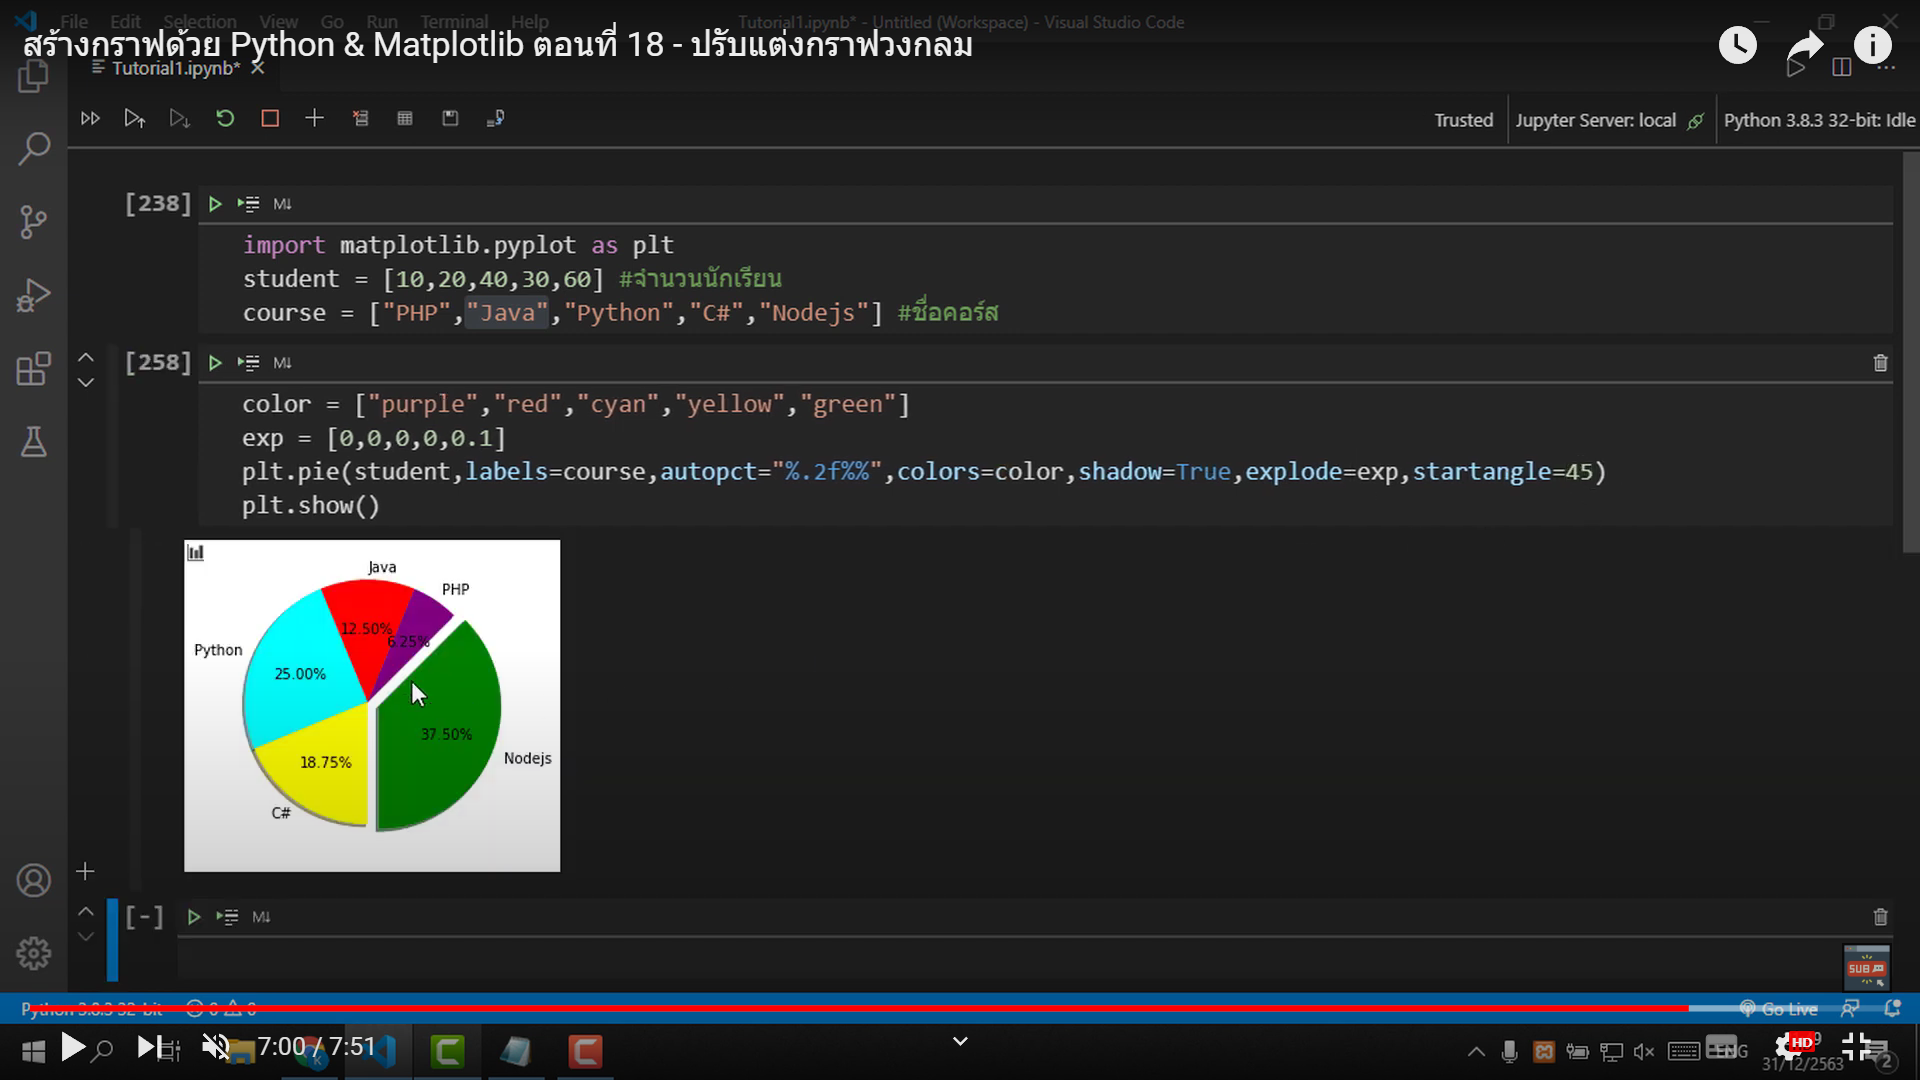 File Edit Selection View Go Run Terminal Help
Tutorial1.ipynb* - Untitled (Workspace) - Visual Studio Code
สร้างกราฟด้วย Python & Matplotlib ตอนที่ 18 - ปรับแต่งกราฟวงกลม
Tutorial1.ipynb*
Trusted
Jupyter Server: local
Python 3.8.3 32-bit: Idle
[238] M↓
import matplotlib.pyplot as plt
student = [10,20,40,30,60] #จำนวนนักเรียน
course = ["PHP","Java","Python","C#","Nodejs"] #ชื่อคอร์ส
[258] M↓
color = ["purple","red","cyan","yellow","green"]
exp = [0,0,0,0,0.1]
plt.pie(student,labels=course,autopct="%.2f%%",colors=color,shadow=True,explode=exp,startangle=45)
plt.show()
Java
PHP
12.50%
6.25%
Python
25.00%
37.50%
18.75%
Nodejs
C#
[-] M↓
SUB
Python 3.8.3 32-bit 0 0
Go Live
7:00 / 7:51
ENG
HD
31/12/2563
2